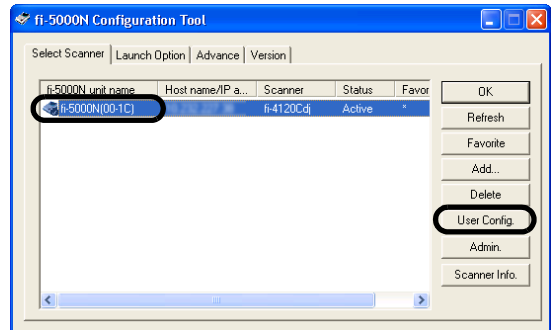 fi-5000N Configuration Tool
Select Scanner Launch Option Advance Version
fi-5000N unit name Host name/IP a... Scanner Status Favor
fi-5000N(00-1C) fi-4120Cdj Active *
OK
Refresh
Favorite
Add...
Delete
User Config.
Admin.
Scanner Info.